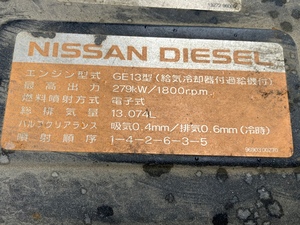 NISSAN DIESEL
エンジン型式 GE13型(給気冷却器付過給機付)
最高出力 279kW/1800r.p.m.
燃料噴射方式 電子式
総排気量 13.074L
バルブクリアランス 吸気0.4mm/排気0.6mm(冷時)
噴射順序 1-4-2-6-3-5